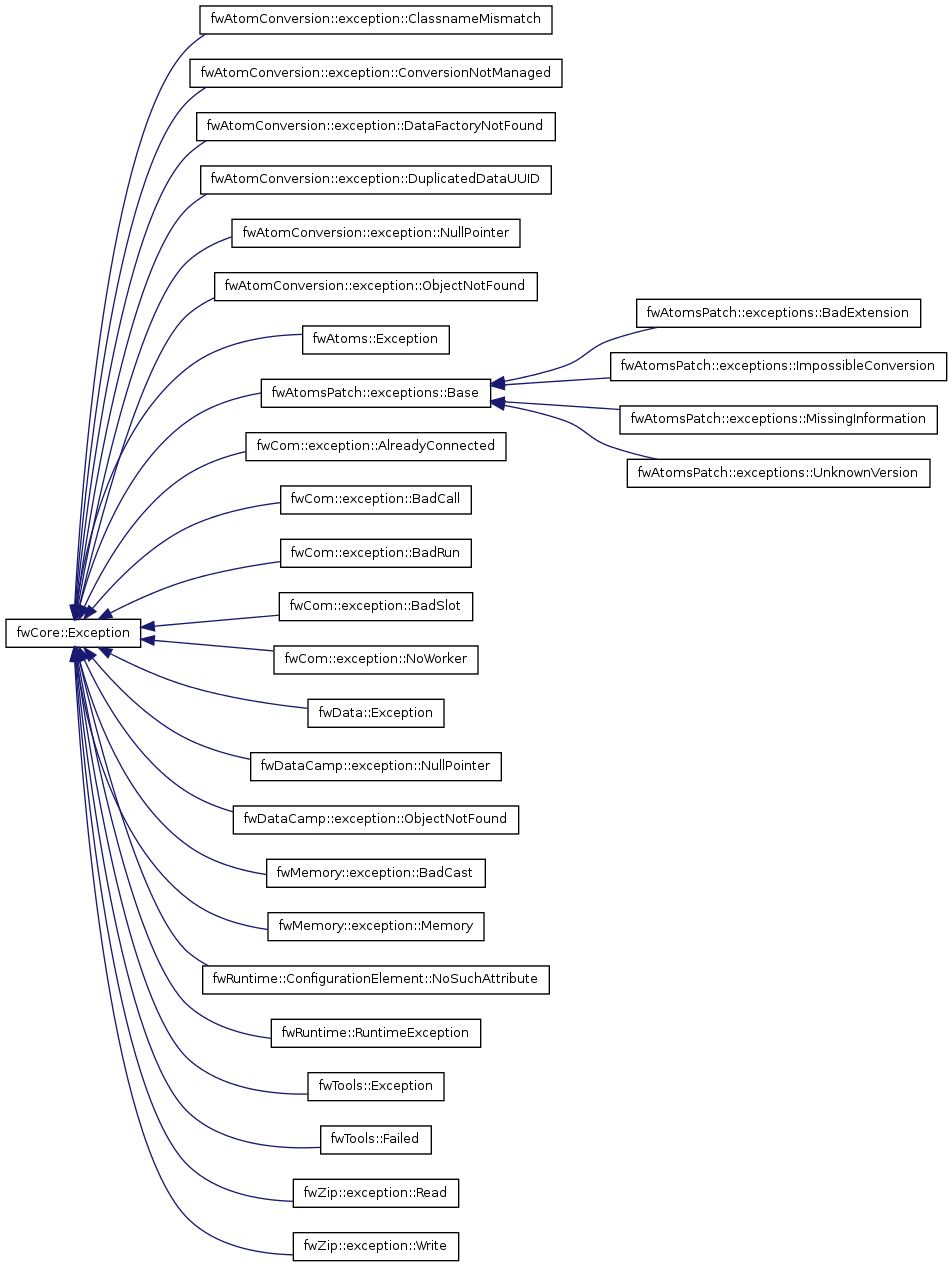 fwAtomConversion::exception::ClassnameMismatch
fwAtomConversion::exception::ConversionNotManaged
fwAtomConversion::exception::DataFactoryNotFound
fwAtomConversion::exception::DuplicatedDataUUID
fwAtomConversion::exception::NullPointer
fwAtomConversion::exception::ObjectNotFound
fwAtoms::Exception
fwAtomsPatch::exceptions::Base
fwAtomsPatch::exceptions::BadExtension
fwAtomsPatch::exceptions::ImpossibleConversion
fwAtomsPatch::exceptions::MissingInformation
fwAtomsPatch::exceptions::UnknownVersion
fwCom::exception::AlreadyConnected
fwCom::exception::BadCall
fwCom::exception::BadRun
fwCom::exception::BadSlot
fwCore::Exception
fwCom::exception::NoWorker
fwData::Exception
fwDataCamp::exception::NullPointer
fwDataCamp::exception::ObjectNotFound
fwMemory::exception::BadCast
fwMemory::exception::Memory
fwRuntime::ConfigurationElement::NoSuchAttribute
fwRuntime::RuntimeException
fwTools::Exception
fwTools::Failed
fwZip::exception::Read
fwZip::exception::Write